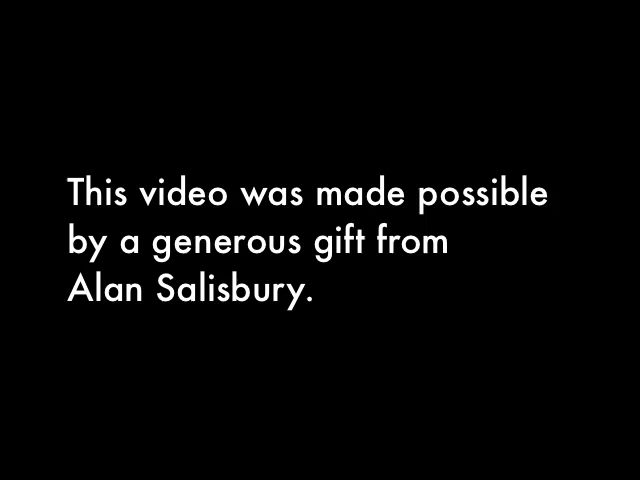 This video was made possible
by a generous gift from
Alan Salisbury.